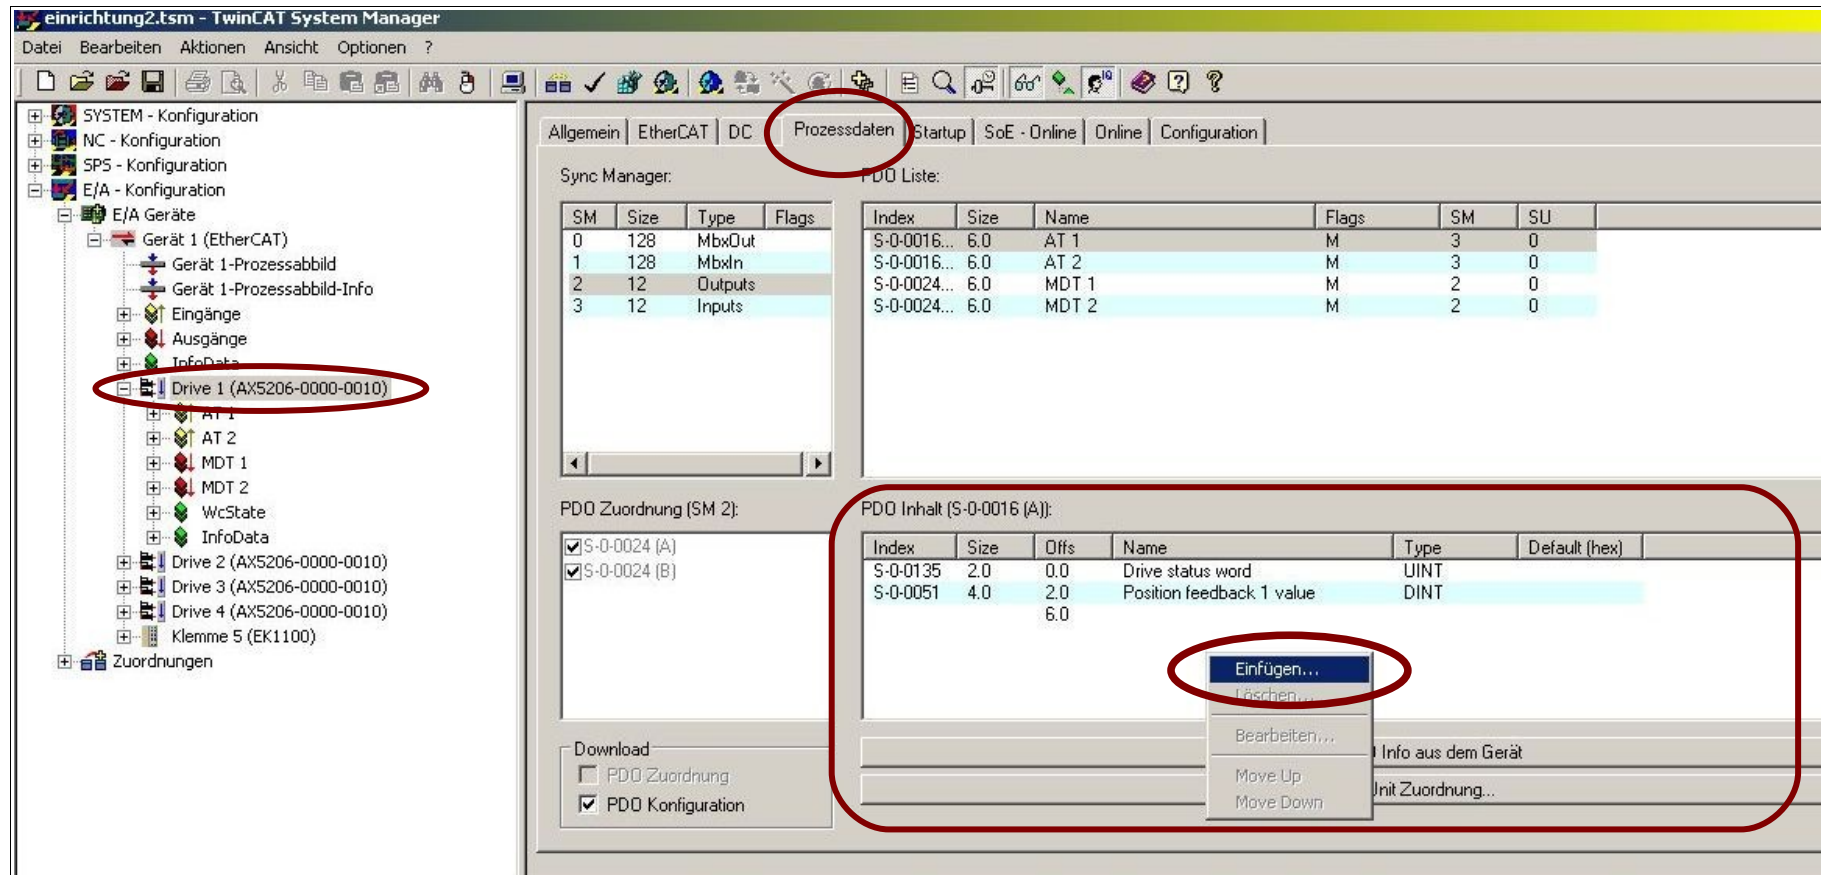 einrichtung2.tsm - TwinCAT System Manager
Datei Bearbeiten Aktionen Ansicht Optionen ?
SYSTEM - Konfiguration
NC - Konfiguration
SPS - Konfiguration
E/A - Konfiguration
E/A Geräte
Gerät 1 (EtherCAT)
Gerät 1-Prozessabbild
Gerät 1-Prozessabbild-Info
Eingänge
Ausgänge
InfoData
Drive 1 (AX5206-0000-0010)
AT 1
AT 2
MDT 1
MDT 2
WcState
InfoData
Drive 2 (AX5206-0000-0010)
Drive 3 (AX5206-0000-0010)
Drive 4 (AX5206-0000-0010)
Klemme 5 (EK1100)
Zuordnungen
Allgemein EtherCAT DC Prozessdaten Startup SoE - Online Online Configuration
Sync Manager:
SM Size Type Flags
0 128 MbxOut
1 128 MbxIn
2 12 Outputs
3 12 Inputs
PDO Liste:
Index Size Name Flags SM SU
S-0-0016... 6.0 AT 1 M 3 0
S-0-0016... 6.0 AT 2 M 3 0
S-0-0024... 6.0 MDT 1 M 2 0
S-0-0024... 6.0 MDT 2 M 2 0
PDO Zuordnung (SM 2):
S-0-0024 (A)
S-0-0024 (B)
PDO Inhalt (S-0-0016 (A)):
Index Size Offs Name Type Default (hex)
S-0-0135 2.0 0.0 Drive status word UINT
S-0-0051 4.0 2.0 Position feedback 1 value DINT
6.0
Einfügen...
Löschen...
Bearbeiten...
Move Up
Move Down
Download
PDO Zuordnung
PDO Konfiguration
Info aus dem Gerät
Zuordnung...